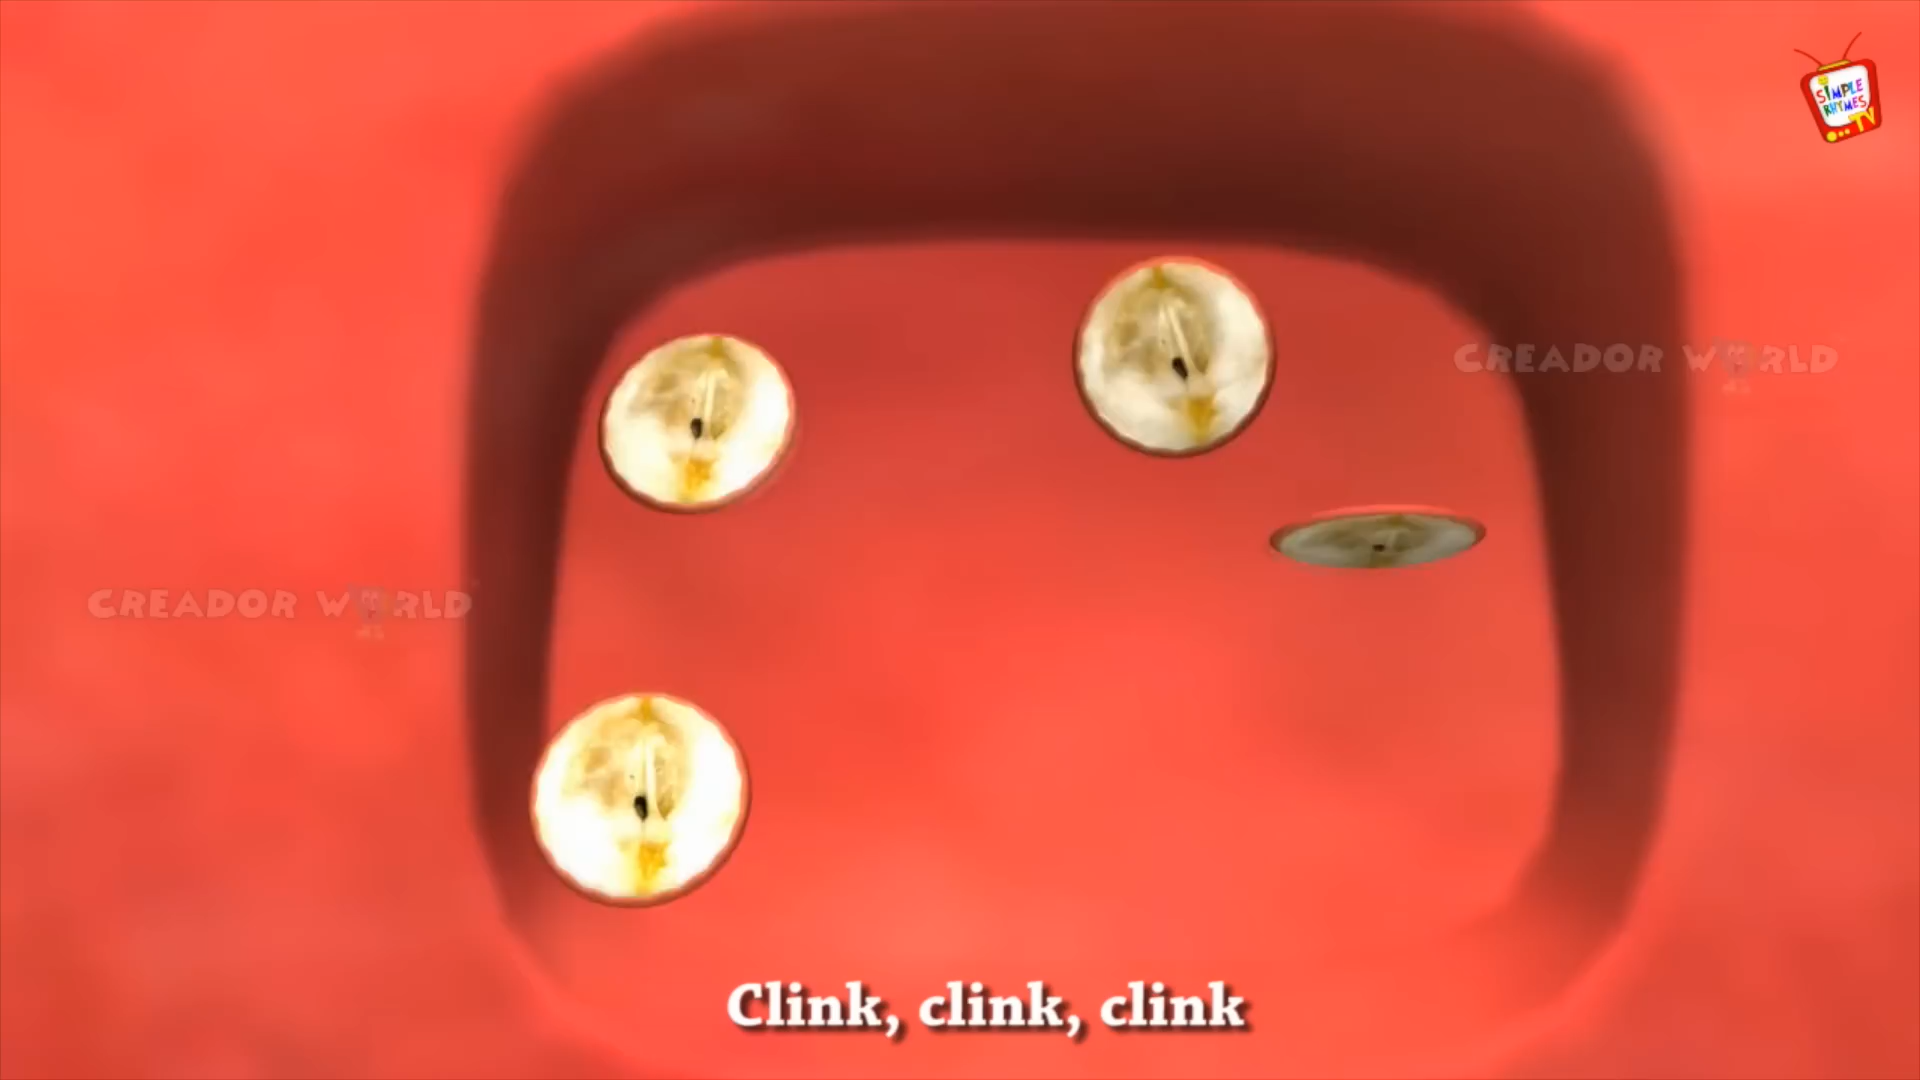 SIMPLE
RHYMES
TV
CREADOR WORLD
CREADOR WORLD
Clink, clink, clink